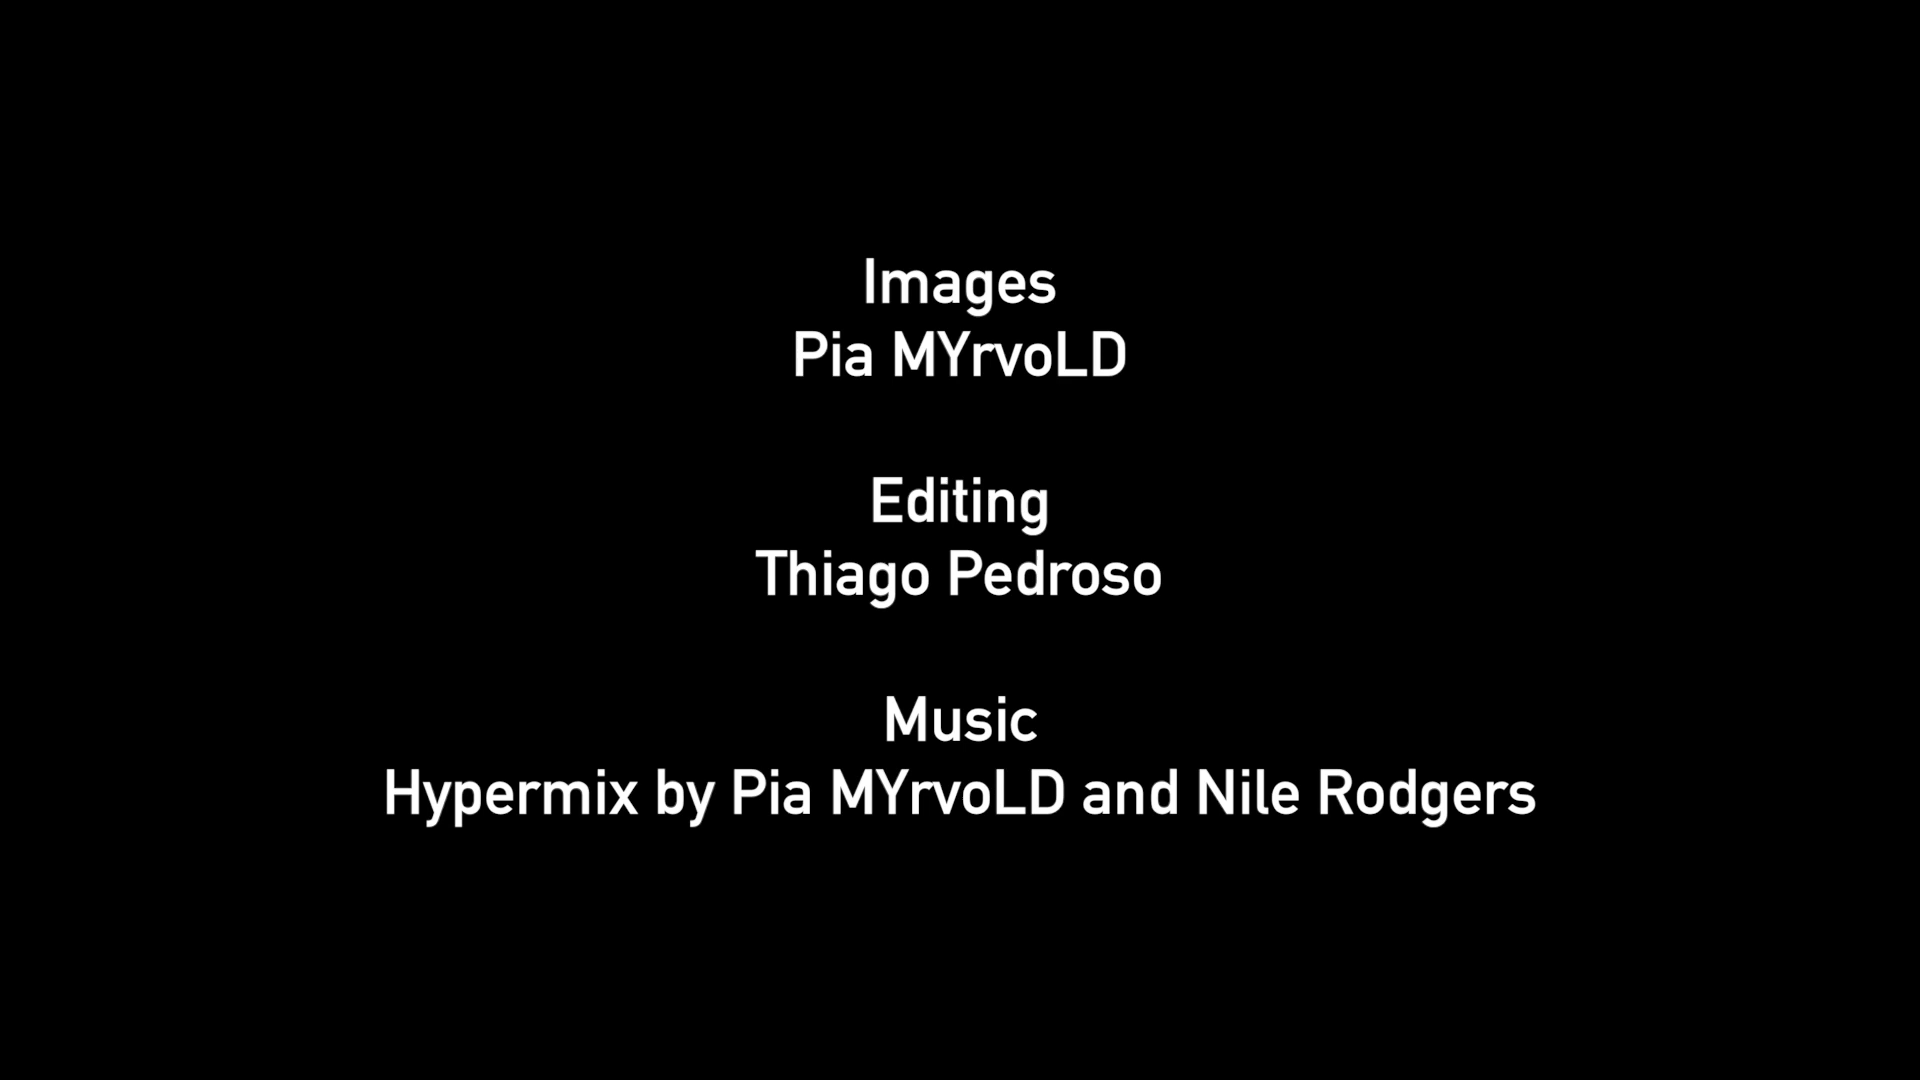 Images
Pia MYrvoLD
Editing
Thiago Pedroso
Music
Hypermix by Pia MYrvoLD and Nile Rodgers